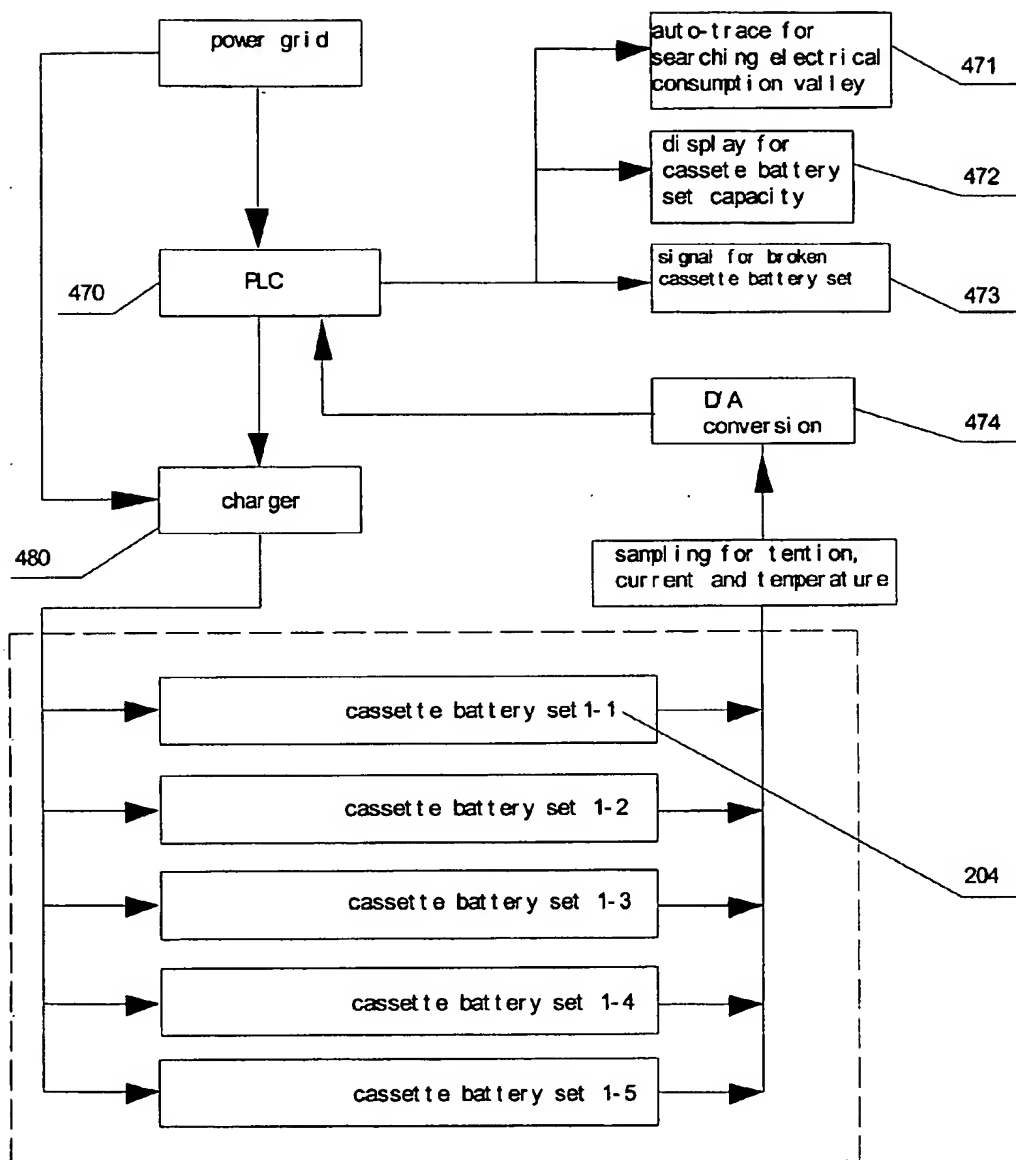 power grid
auto-trace for
searching electrical
consumption valley
471
display for
cassete battery
set capacity
472
PLC
470
signal for broken
cassette battery set
473
D/A
conversion
474
charger
480
sampling for tention,
current and temperature
cassette battery set 1-1
cassette battery set 1-2
cassette battery set 1-3
204
cassette battery set 1-4
cassette battery set 1-5